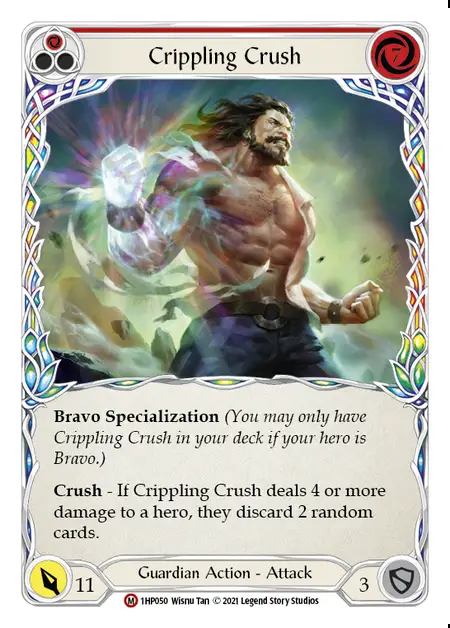 Crippling Crush
7
Bravo Specialization (You may only have
Crippling Crush in your deck if your hero is
Bravo.)
Crush - If Crippling Crush deals 4 or more
damage to a hero, they discard 2 random
cards.
11
Guardian Action - Attack
3
M 1HP050 Wisnu Tan © 2021 Legend Story Studios